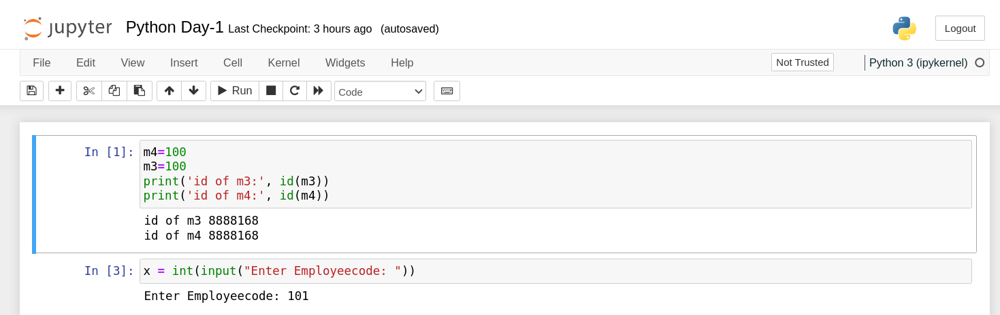 jupyter Python Day-1 Last Checkpoint: 3 hours ago (autosaved) Logout
File Edit View Insert Cell Kernel Widgets Help Not Trusted Python 3 (ipykernel)
Run Code
In [1]: m4=100
m3=100
print('id of m3:', id(m3))
print('id of m4:', id(m4))
id of m3 8888168
id of m4 8888168
In [3]: x = int(input("Enter Employeecode: "))
Enter Employeecode: 101